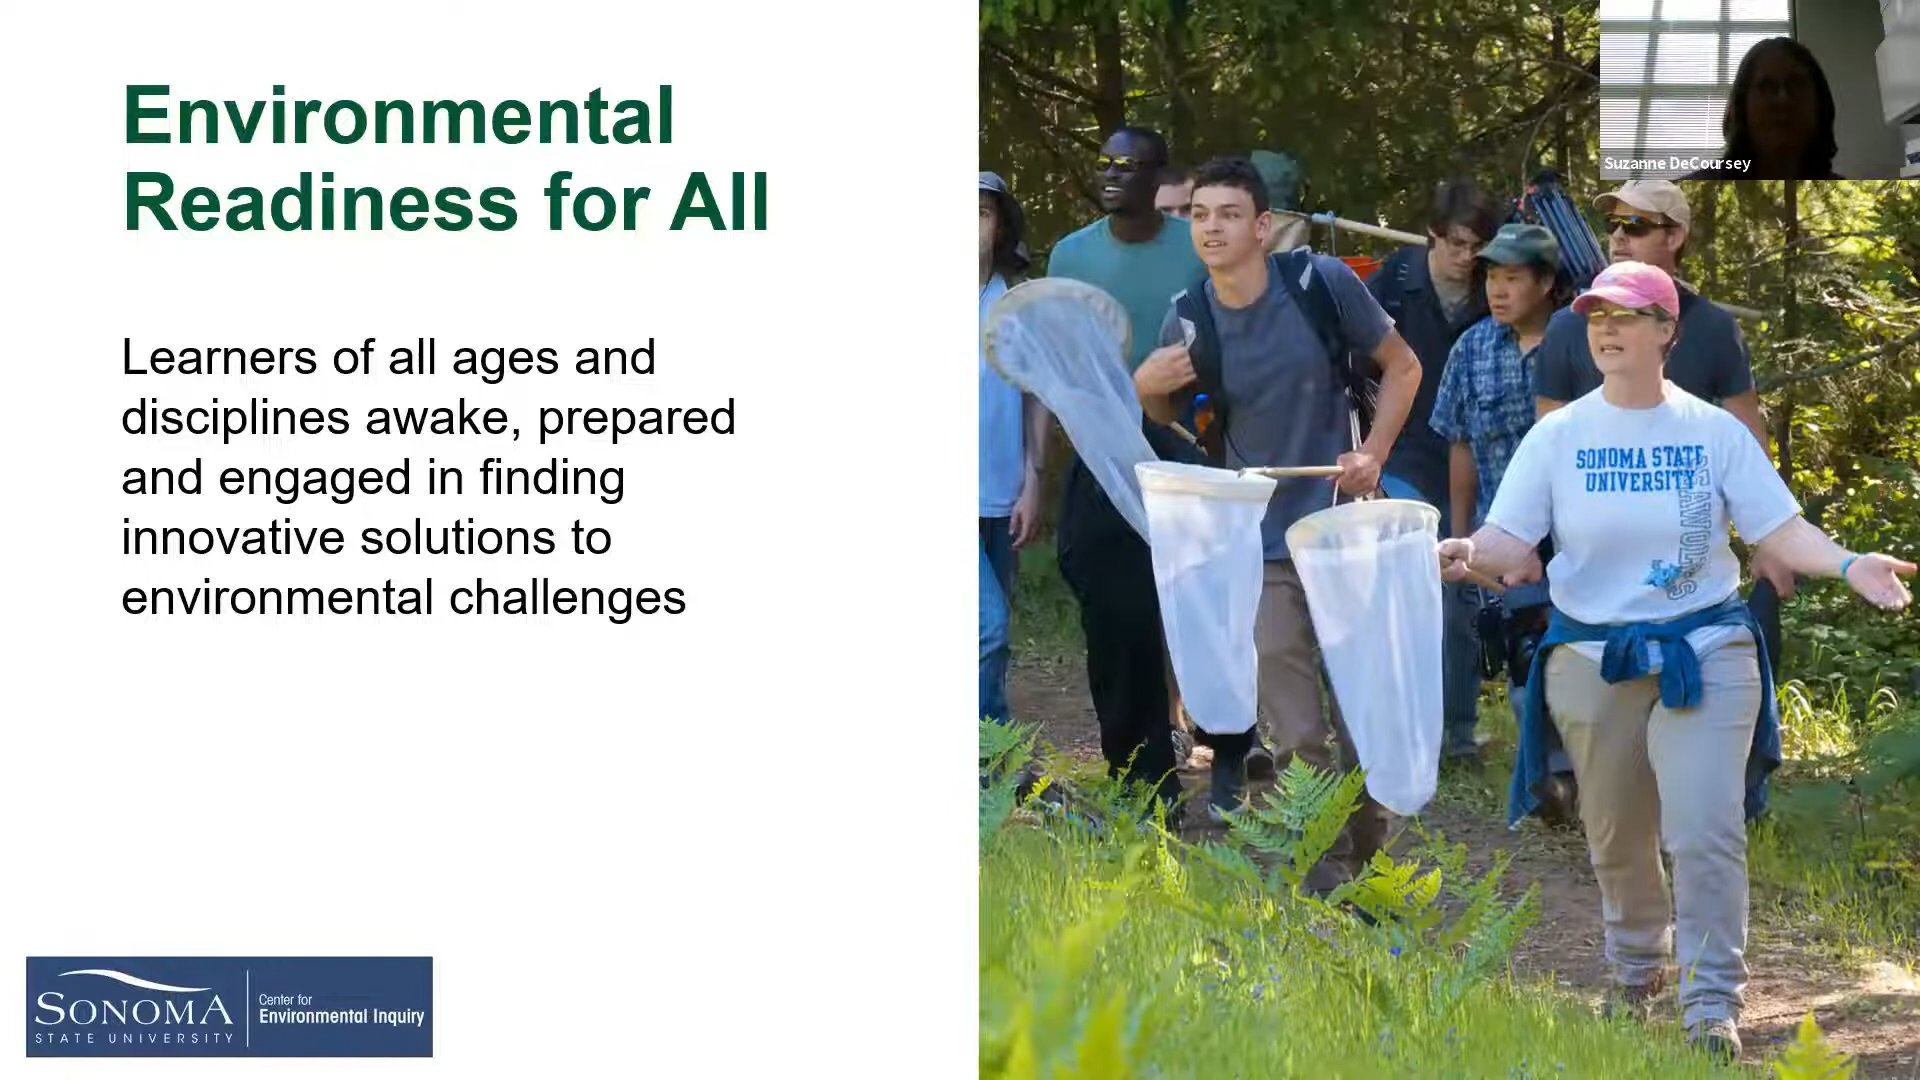 Environmental
Readiness for All
Learners of all ages and
disciplines awake, prepared
and engaged in finding
innovative solutions to
environmental challenges
Suzanne DeCoursey
SONOMA STATE
UNIVERSITY
SEAWOLVES
SONOMA
STATE UNIVERSITY
Center for
Environmental Inquiry